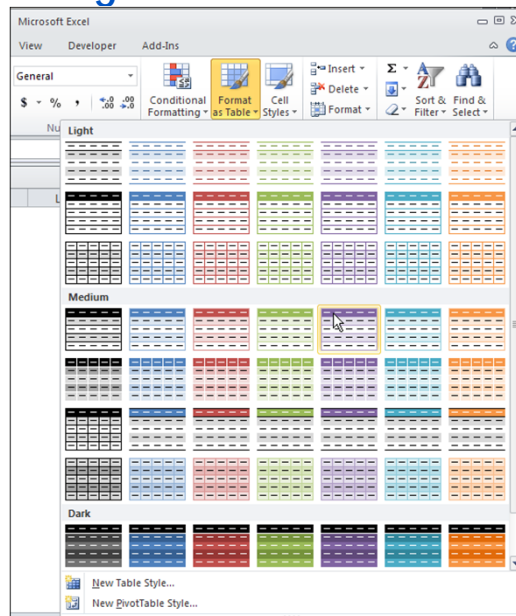 Microsoft Excel
View Developer Add-Ins
General
Insert
Delete
Format
$ % ,
.0 .00
.00 .0
Conditional Formatting
Format as Table
Cell Styles
Σ
Sort & Filter
Find & Select
Nu
L
Light
Medium
Dark
New Table Style...
New PivotTable Style...